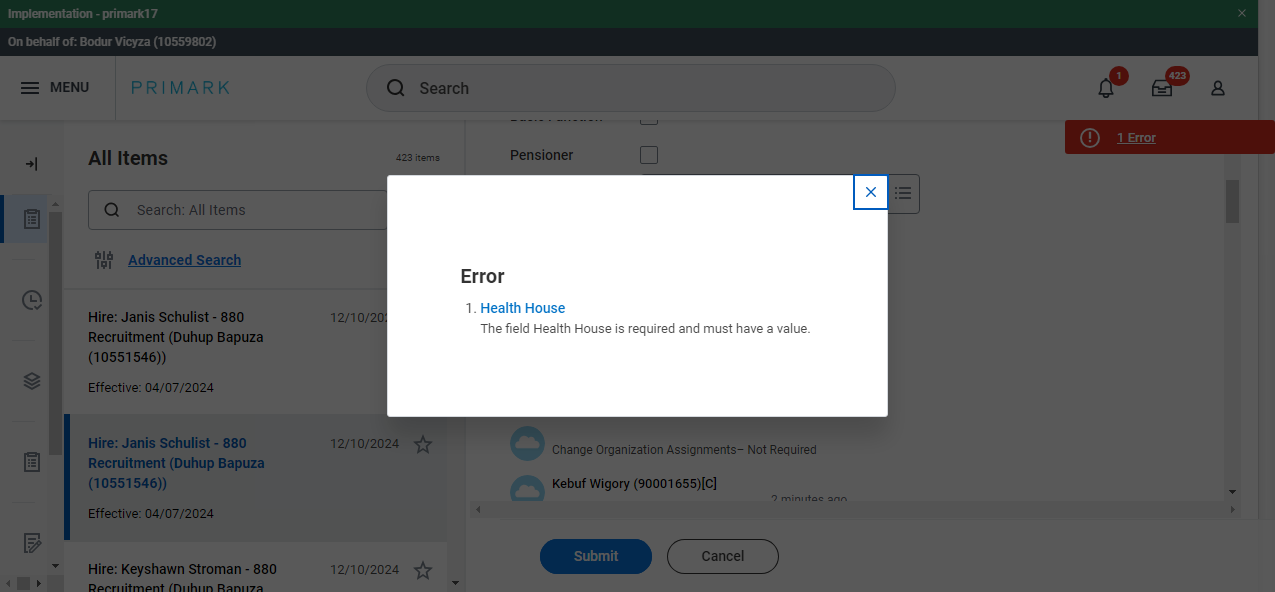 Implementation - primark17
On behalf of: Bodur Vicyza (10559802)
MENU
PRIMARK
Search
1
423
1 Error
All Items
423 items
Search: All Items
Advanced Search
Hire: Janis Schulist - 880
Recruitment (Duhup Bapuza
(10551546))
Effective: 04/07/2024
Hire: Janis Schulist - 880
Recruitment (Duhup Bapuza
(10551546))
12/10/2024
Effective: 04/07/2024
Hire: Keyshawn Stroman - 880
Recruitment (Duhup Bapuza
12/10/2024
Pensioner
Error
1. Health House
The field Health House is required and must have a value.
Change Organization Assignments– Not Required
Kebuf Wigory (90001655)[C]
2 minutes ago
Submit
Cancel